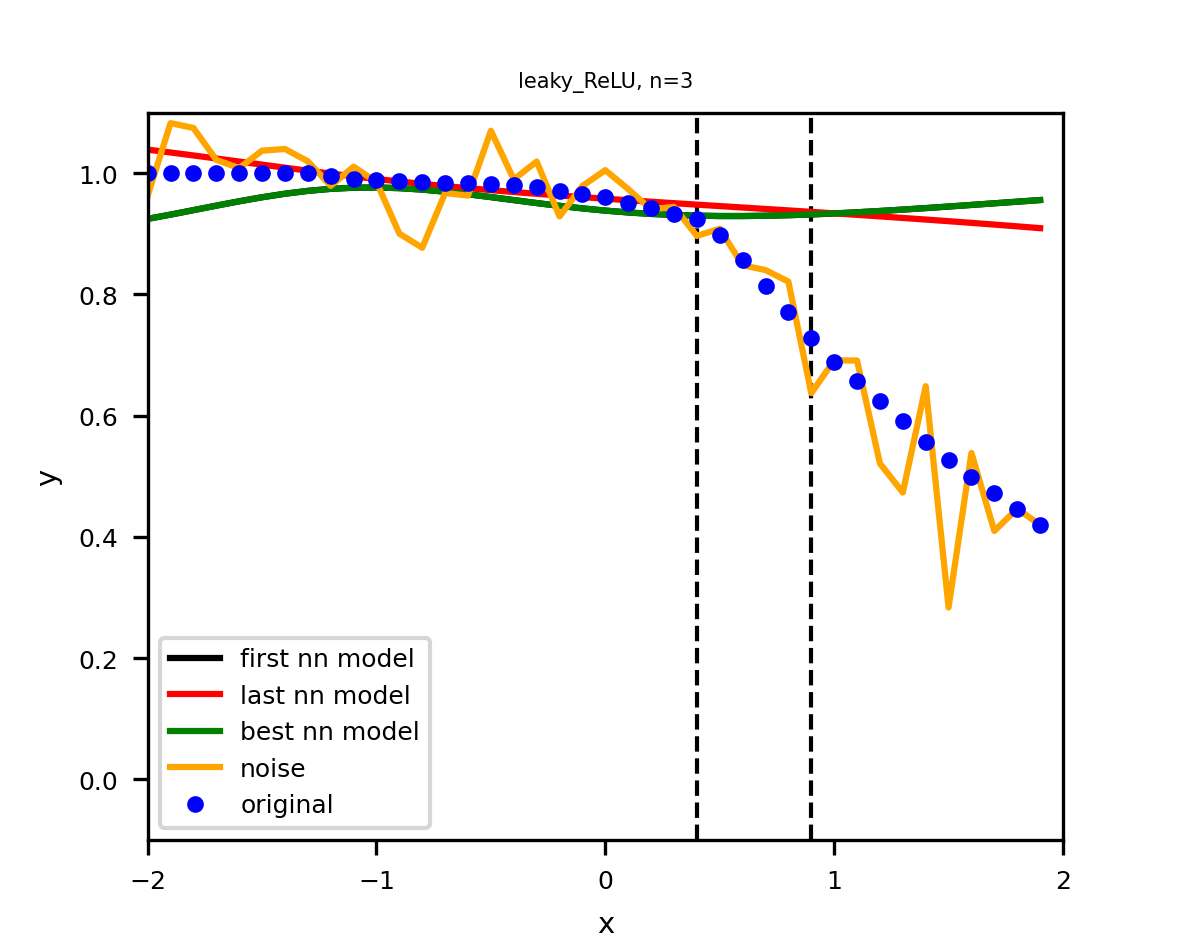 leaky_ReLU, n=3
1.0
0.8
0.6
0.4
0.2
0.0
y
first nn model
last nn model
best nn model
noise
original
−2
−1
0
1
2
x